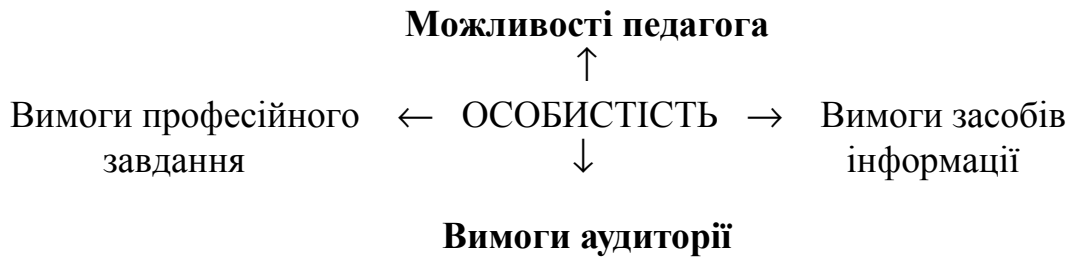 Можливості педагога
↑
Вимоги професійного ← ОСОБИСТІСТЬ → Вимоги засобів
завдання ↓ інформації
Вимоги аудиторії